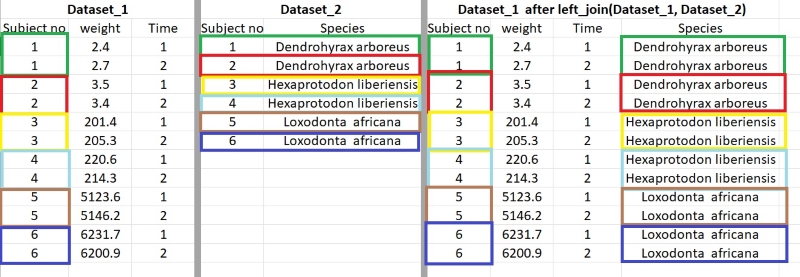 Dataset_1 Dataset_2 Dataset_1 after left_join(Dataset_1, Dataset_2)
Subject no weight Time Subject no Species Subject no weight Time Species
1 2.4 1 1 Dendrohyrax arboreus 1 2.4 1 Dendrohyrax arboreus
1 2.7 2 2 Dendrohyrax arboreus 1 2.7 2 Dendrohyrax arboreus
2 3.5 1 3 Hexaprotodon liberiensis 2 3.5 1 Dendrohyrax arboreus
2 3.4 2 4 Hexaprotodon liberiensis 2 3.4 2 Dendrohyrax arboreus
3 201.4 1 5 Loxodonta africana 3 201.4 1 Hexaprotodon liberiensis
3 205.3 2 6 Loxodonta africana 3 205.3 2 Hexaprotodon liberiensis
4 220.6 1 4 220.6 1 Hexaprotodon liberiensis
4 214.3 2 4 214.3 2 Hexaprotodon liberiensis
5 5123.6 1 5 5123.6 1 Loxodonta africana
5 5146.2 2 5 5146.2 2 Loxodonta africana
6 6231.7 1 6 6231.7 1 Loxodonta africana
6 6200.9 2 6 6200.9 2 Loxodonta africana